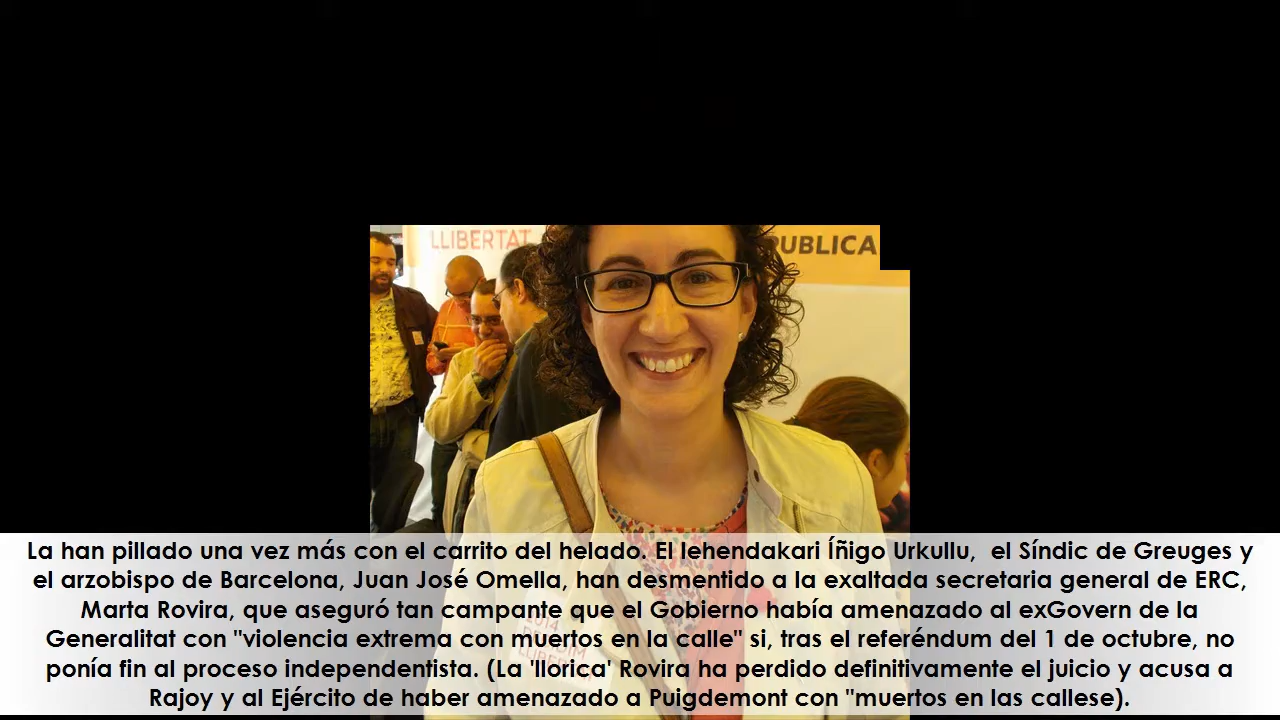 LLIBERTAT
PUBLICA
La han pillado una vez más con el carrito del helado. El lehendakari Íñigo Urkullu,  el Síndic de Greuges y
el arzobispo de Barcelona, Juan José Omella, han desmentido a la exaltada secretaria general de ERC,
Marta Rovira, que aseguró tan campante que el Gobierno había amenazado al exGovern de la
Generalitat con "violencia extrema con muertos en la calle" si, tras el referéndum del 1 de octubre, no
ponía fin al proceso independentista. (La 'llorica' Rovira ha perdido definitivamente el juicio y acusa a
Rajoy y al Ejército de haber amenazado a Puigdemont con "muertos en las callese).